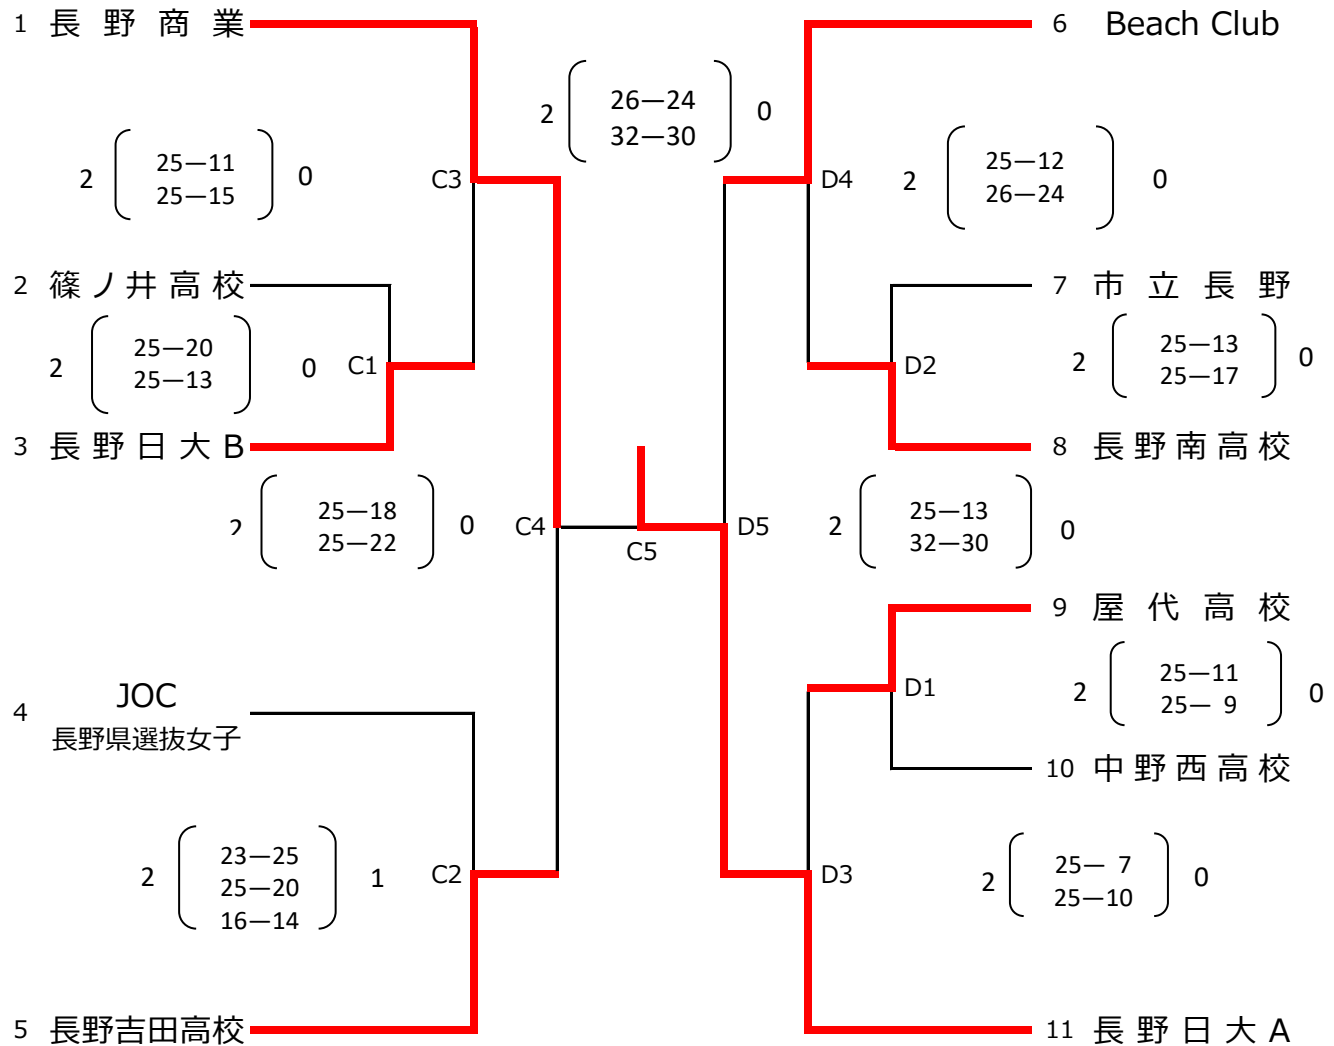 1 長野商業
6 Beach Club
2 26—24 0
32—30
2 25—11 0
25—15
C3
D4
2 25—12 0
26—24
2 篠ノ井高校
7 市立長野
2 25—20 0
25—13
C1
D2
2 25—13 0
25—17
3 長野日大B
8 長野南高校
2 25—18 0
25—22
C4
C5
D5
2 25—13 0
32—30
9 屋代高校
4 JOC
長野県選抜女子
D1
2 25—11 0
25— 9
10 中野西高校
2 23—25 1
25—20
16—14
C2
D3
2 25— 7 0
25—10
5 長野吉田高校
11 長野日大A